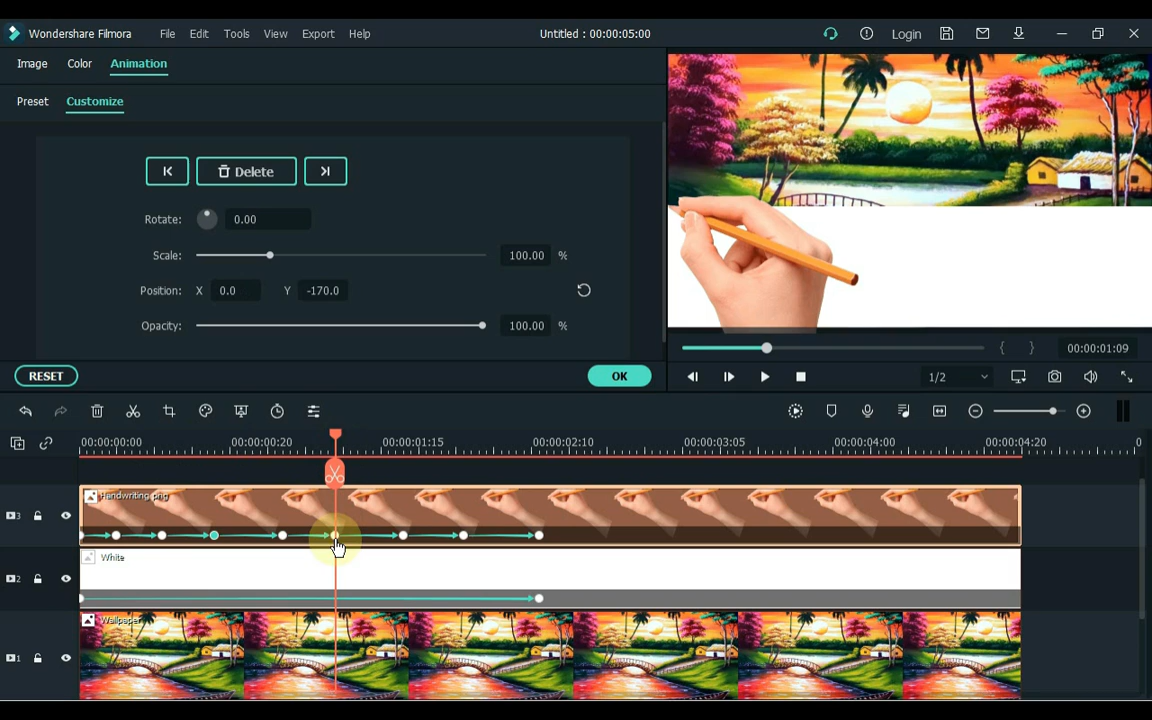 Wondershare Filmora File Edit Tools View Export Help Untitled : 00:00:05:00 Login
Image Color Animation
Preset Customize
Delete
Rotate: 0.00
Scale: 100.00 %
Position: X 0.0 Y -170.0
Opacity: 100.00 %
RESET OK
00:00:01:09
1/2
00:00:00:00 00:00:00:20 00:00:01:15 00:00:02:10 00:00:03:05 00:00:04:00 00:00:04:20 0
3 Handwriting.png
2 White
1 Wallpaper